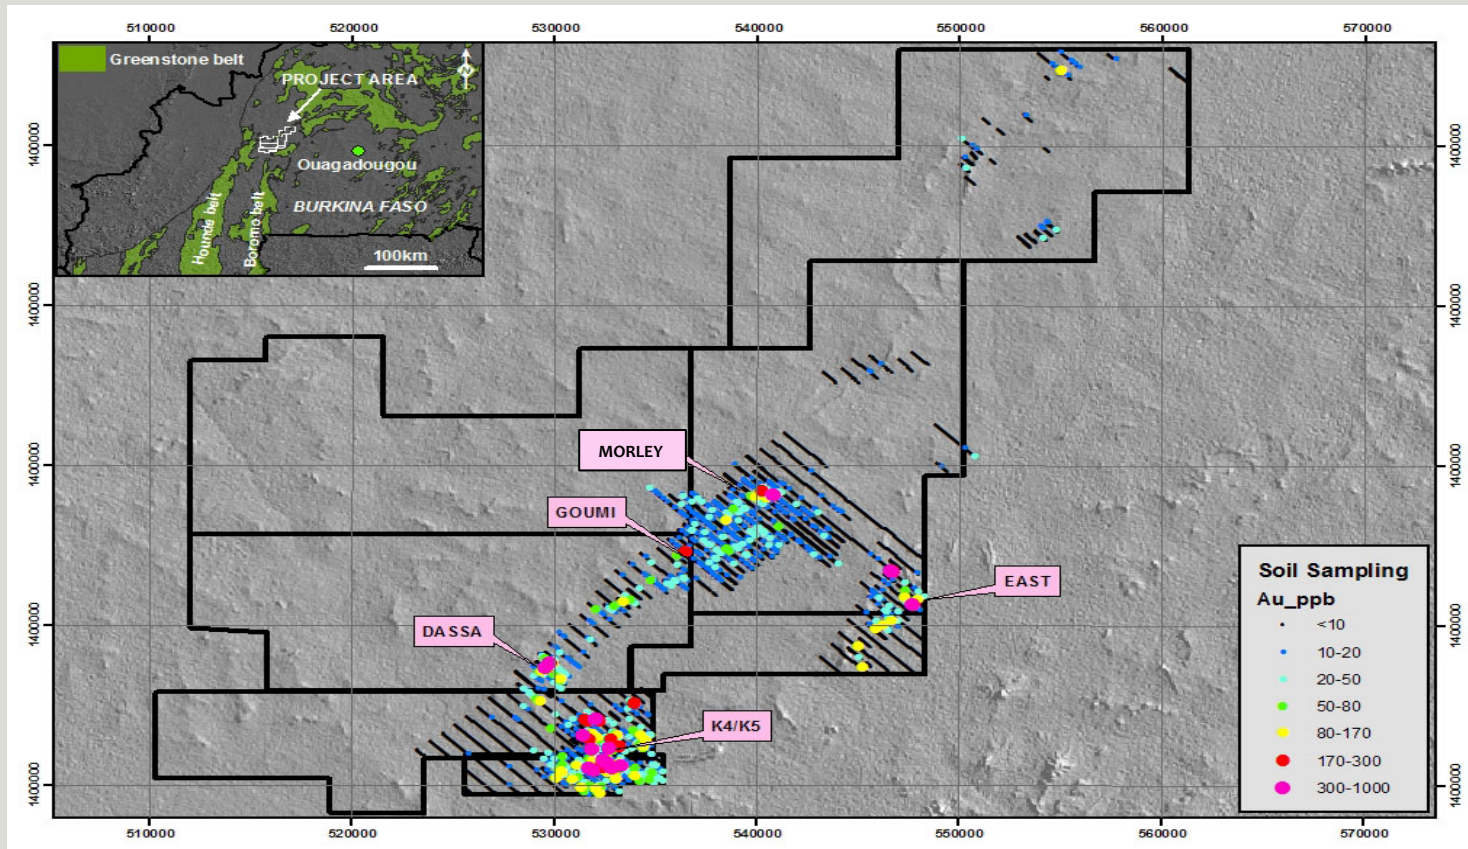 510000 520000 530000 540000 550000 560000 570000
Greenstone belt
PROJECT AREA
Ouagadougou
BURKINA FASO
Hounde belt
Boromo belt
100km
1400000 1400000
1400000 1400000
1400000 1400000
1400000 1400000
1400000 1400000
MORLEY
GOUMI
EAST
DASSA
K4/K5
Soil Sampling
Au_ppb
<10
10-20
20-50
50-80
80-170
170-300
300-1000
510000 520000 530000 540000 550000 560000 570000